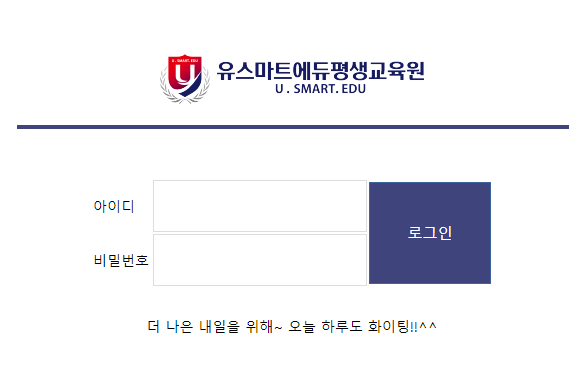 U. SMART. EDU
유스마트에듀평생교육원
U . SMART. EDU
아이디
로그인
비밀번호
더 나은 내일을 위해~ 오늘 하루도 화이팅!!^^